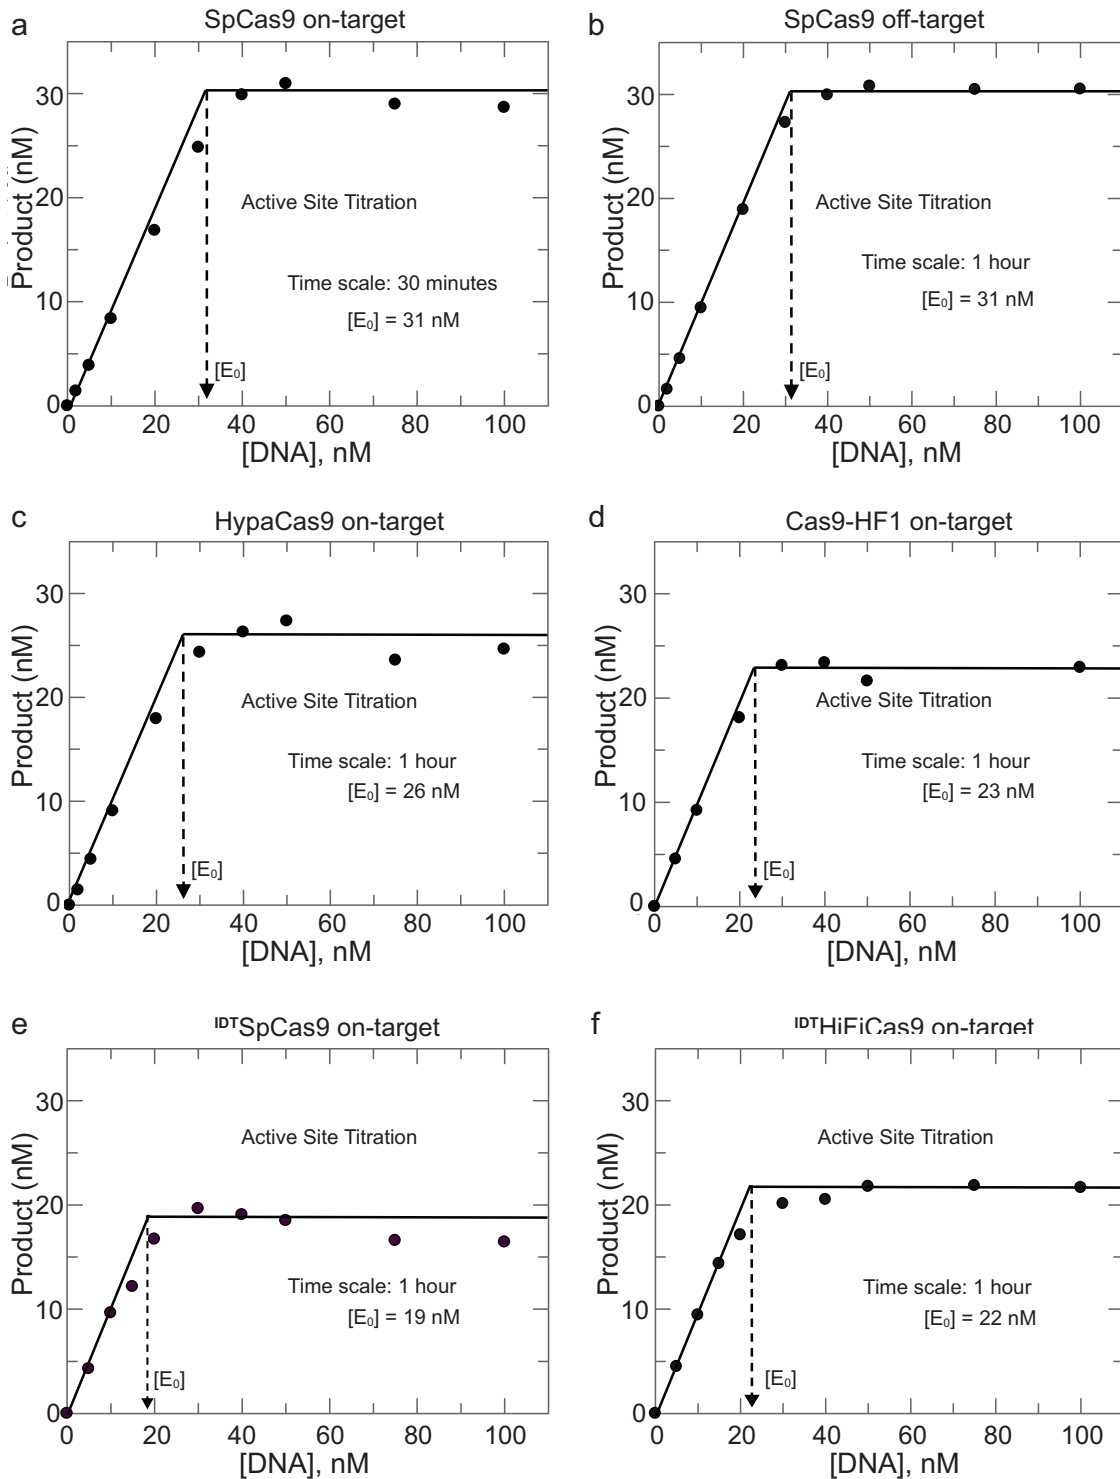 a
SpCas9 on-target
30
20
10
0
Product (nM)
Active Site Titration
Time scale: 30 minutes
[E₀] = 31 nM
[E₀]
0 20 40 60 80 100
[DNA], nM
b
SpCas9 off-target
30
20
10
0
Product (nM)
Active Site Titration
Time scale: 1 hour
[E₀] = 31 nM
[E₀]
0 20 40 60 80 100
[DNA], nM
c
HypaCas9 on-target
30
20
10
0
Product (nM)
Active Site Titration
Time scale: 1 hour
[E₀] = 26 nM
[E₀]
0 20 40 60 80 100
[DNA], nM
d
Cas9-HF1 on-target
30
20
10
0
Product (nM)
Active Site Titration
Time scale: 1 hour
[E₀] = 23 nM
[E₀]
0 20 40 60 80 100
[DNA], nM
e
IDTSpCas9 on-target
30
20
10
0
Product (nM)
Active Site Titration
Time scale: 1 hour
[E₀] = 19 nM
[E₀]
0 20 40 60 80 100
[DNA], nM
f
IDTHiFiCas9 on-target
30
20
10
0
Product (nM)
Active Site Titration
Time scale: 1 hour
[E₀] = 22 nM
[E₀]
0 20 40 60 80 100
[DNA], nM